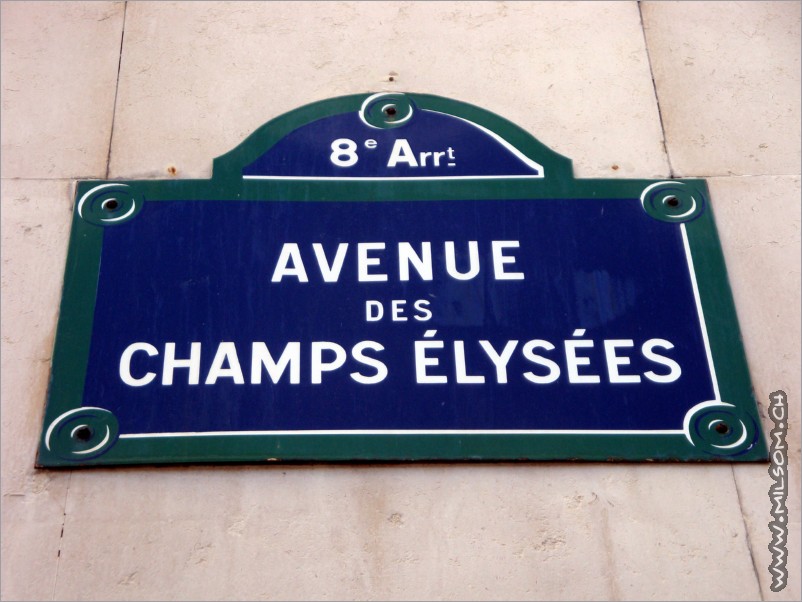 8e Arrt
AVENUE
DES
CHAMPS ÉLYSÉES
www.milsom.ch